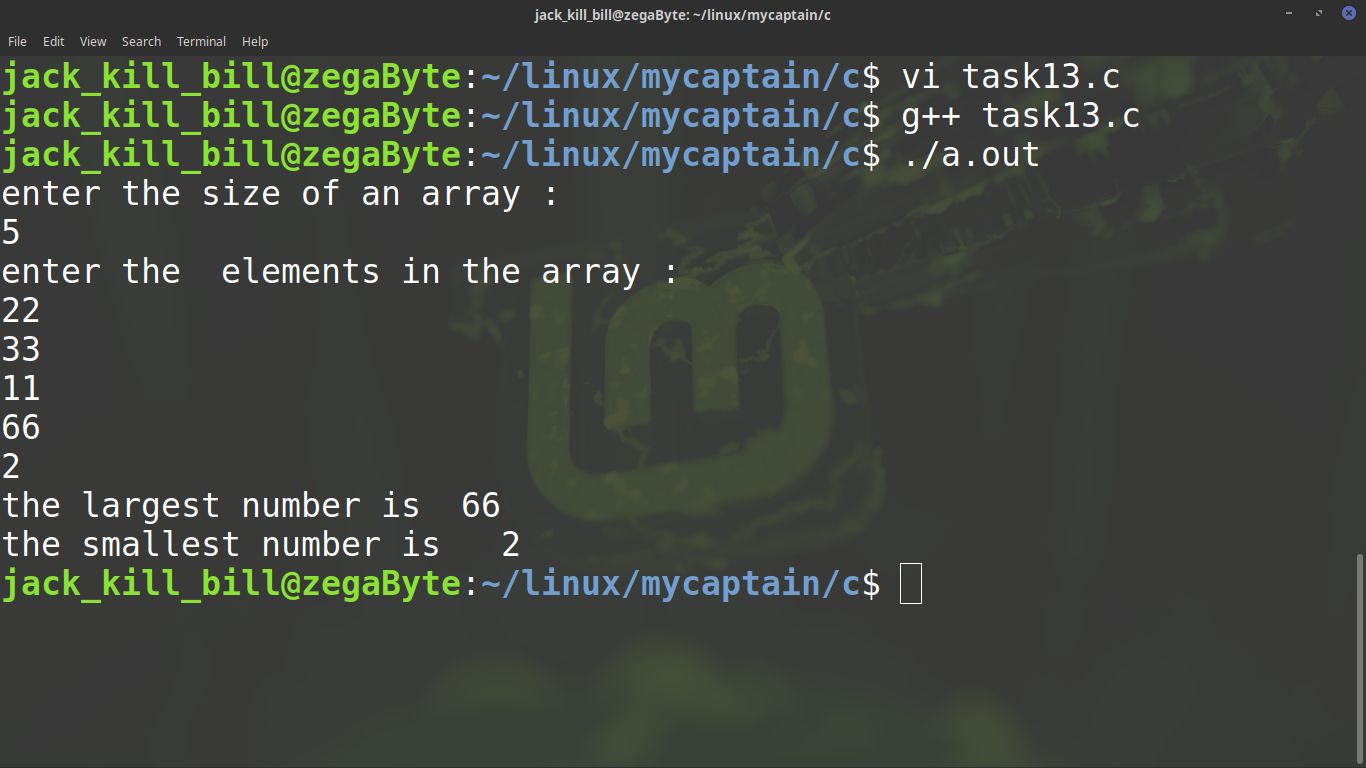 jack_kill_bill@zegaByte: ~/linux/mycaptain/c
File Edit View Search Terminal Help
jack_kill_bill@zegaByte:~/linux/mycaptain/c$ vi task13.c
jack_kill_bill@zegaByte:~/linux/mycaptain/c$ g++ task13.c
jack_kill_bill@zegaByte:~/linux/mycaptain/c$ ./a.out
enter the size of an array :
5
enter the  elements in the array :
22
33
11
66
2
the largest number is  66
the smallest number is   2
jack_kill_bill@zegaByte:~/linux/mycaptain/c$